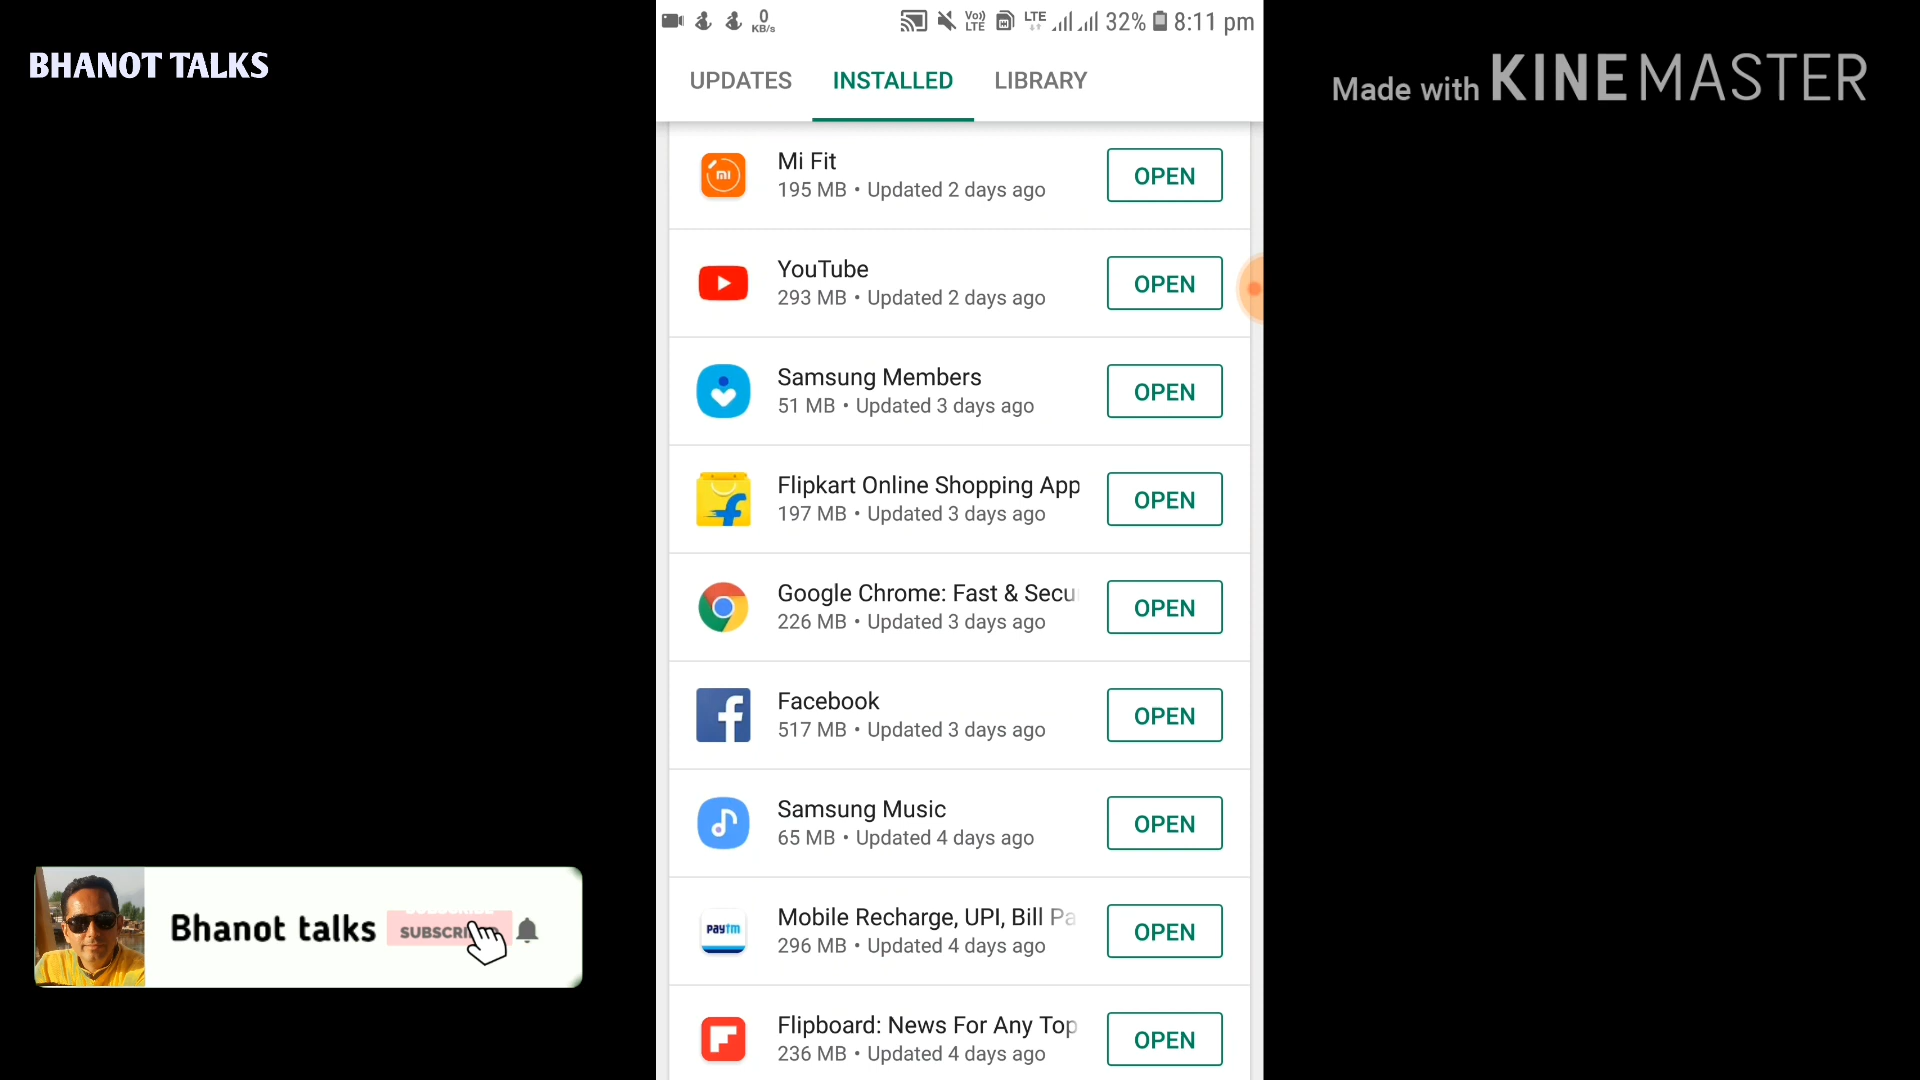 BHANOT TALKS
0
KB/s
Vo))
LTE
LTE
32%
8:11 pm
Made with KINEMASTER
UPDATES
INSTALLED
LIBRARY
mi
Mi Fit
195 MB • Updated 2 days ago
OPEN
YouTube
293 MB • Updated 2 days ago
OPEN
Samsung Members
51 MB • Updated 3 days ago
OPEN
Flipkart Online Shopping App
197 MB • Updated 3 days ago
OPEN
Google Chrome: Fast & Secu
226 MB • Updated 3 days ago
OPEN
Facebook
517 MB • Updated 3 days ago
OPEN
Samsung Music
65 MB • Updated 4 days ago
OPEN
paytm
Mobile Recharge, UPI, Bill Pa
296 MB • Updated 4 days ago
OPEN
Flipboard: News For Any Top
236 MB • Updated 4 days ago
OPEN
Bhanot talks